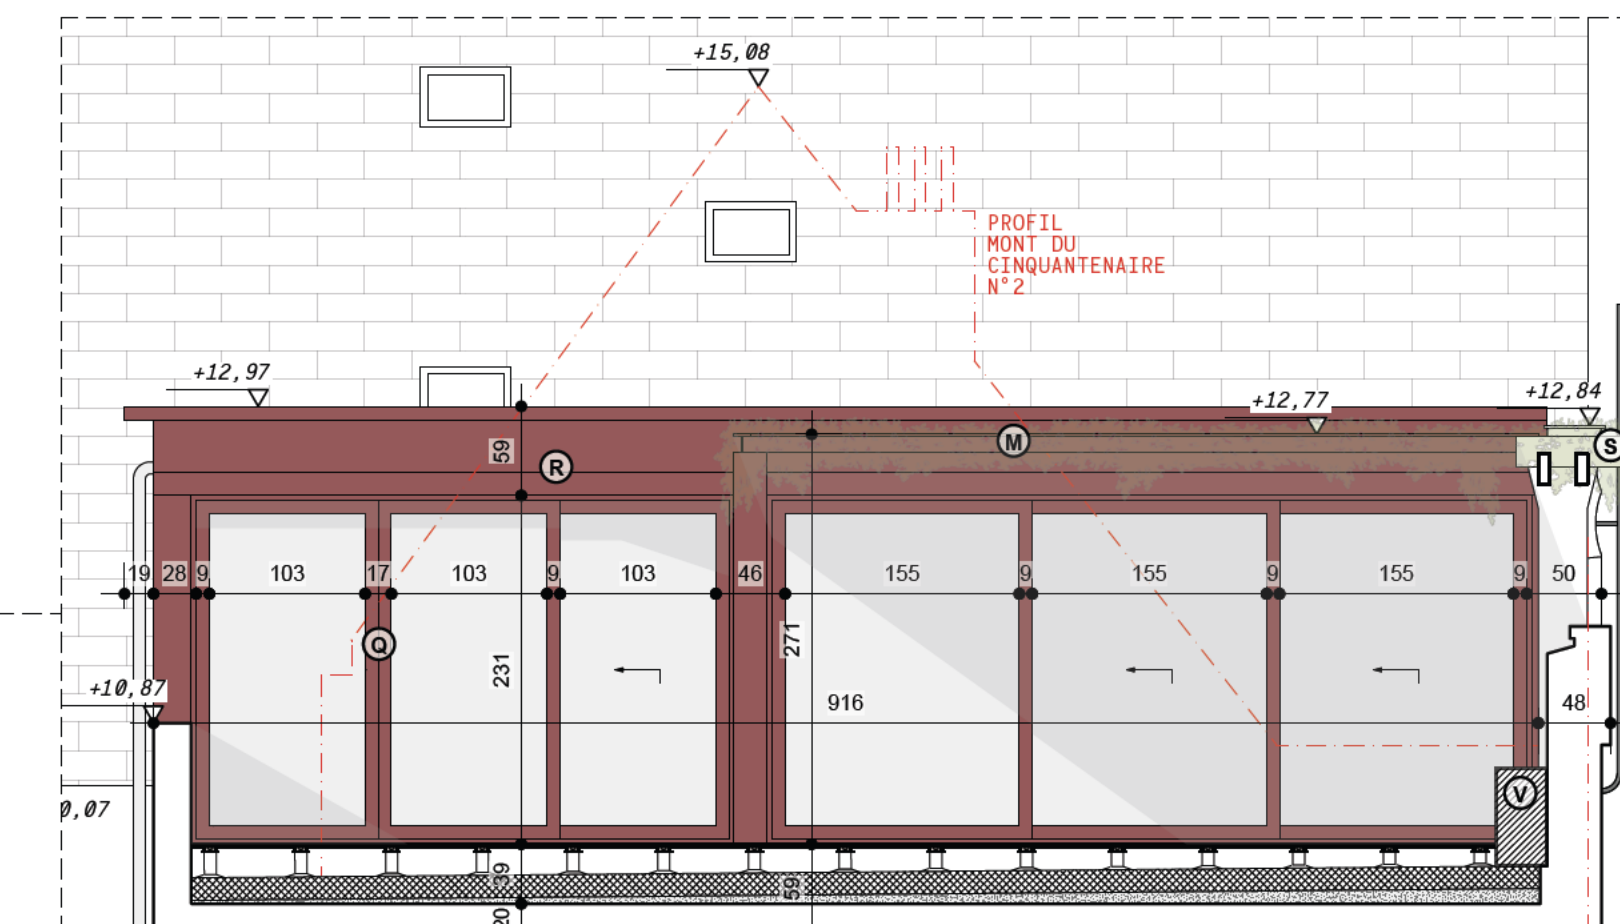 +15,08
PROFIL
MONT DU
CINQUANTENAIRE
N°2
+12,97
+12,77
+12,84
59
R
M
S
19 28 9 103 17 103 9 103 46 155 9 155 9 155 9 50
Q
231
271
+10,87
916
48
V
0,07
39
59
20